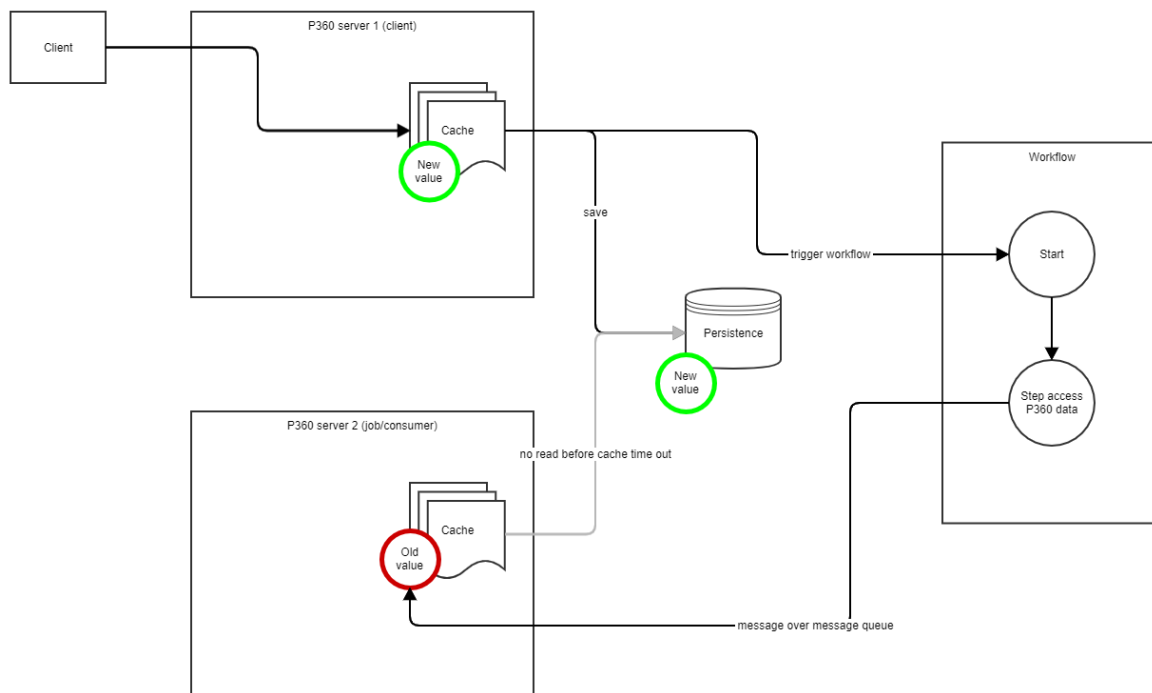 P360 server 1 (client)
Client
Cache
New
value
Workflow
save
Start
trigger workflow
Persistence
New
value
Step access
P360 data
P360 server 2 (job/consumer)
no read before cache time out
Cache
Old
value
message over message queue